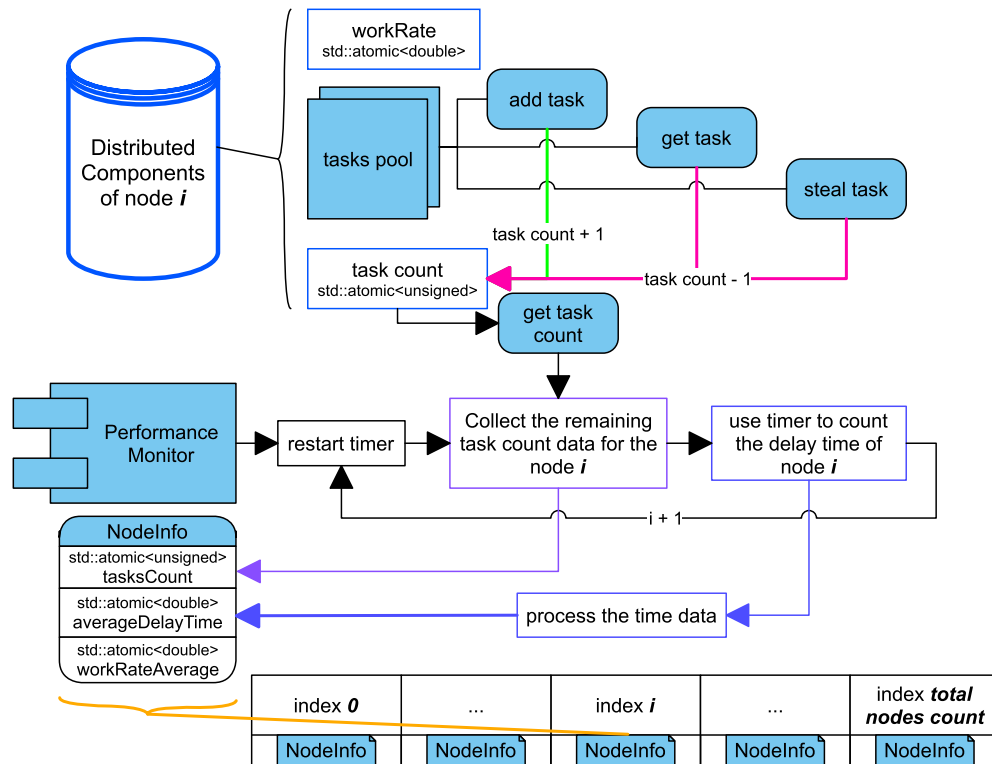 workRate
std::atomic<double>
Distributed
Components
of node i
tasks pool
add task
get task
steal task
task count + 1
task count - 1
task count
std::atomic<unsigned>
get task
count
Performance
Monitor
restart timer
Collect the remaining
task count data for the
node i
use timer to count
the delay time of
node i
i + 1
NodeInfo
std::atomic<unsigned>
tasksCount
std::atomic<double>
averageDelayTime
std::atomic<double>
workRateAverage
process the time data
index 0
...
index i
...
index total
nodes count
NodeInfo
NodeInfo
NodeInfo
NodeInfo
NodeInfo